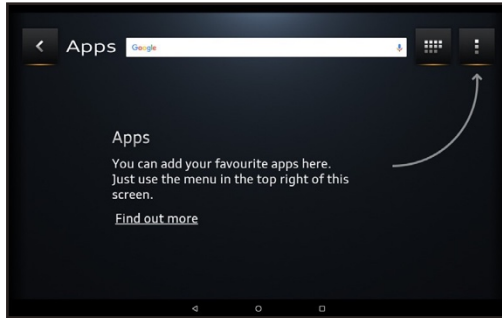 Apps
Google
Apps
You can add your favourite apps here.
Just use the menu in the top right of this
screen.
Find out more